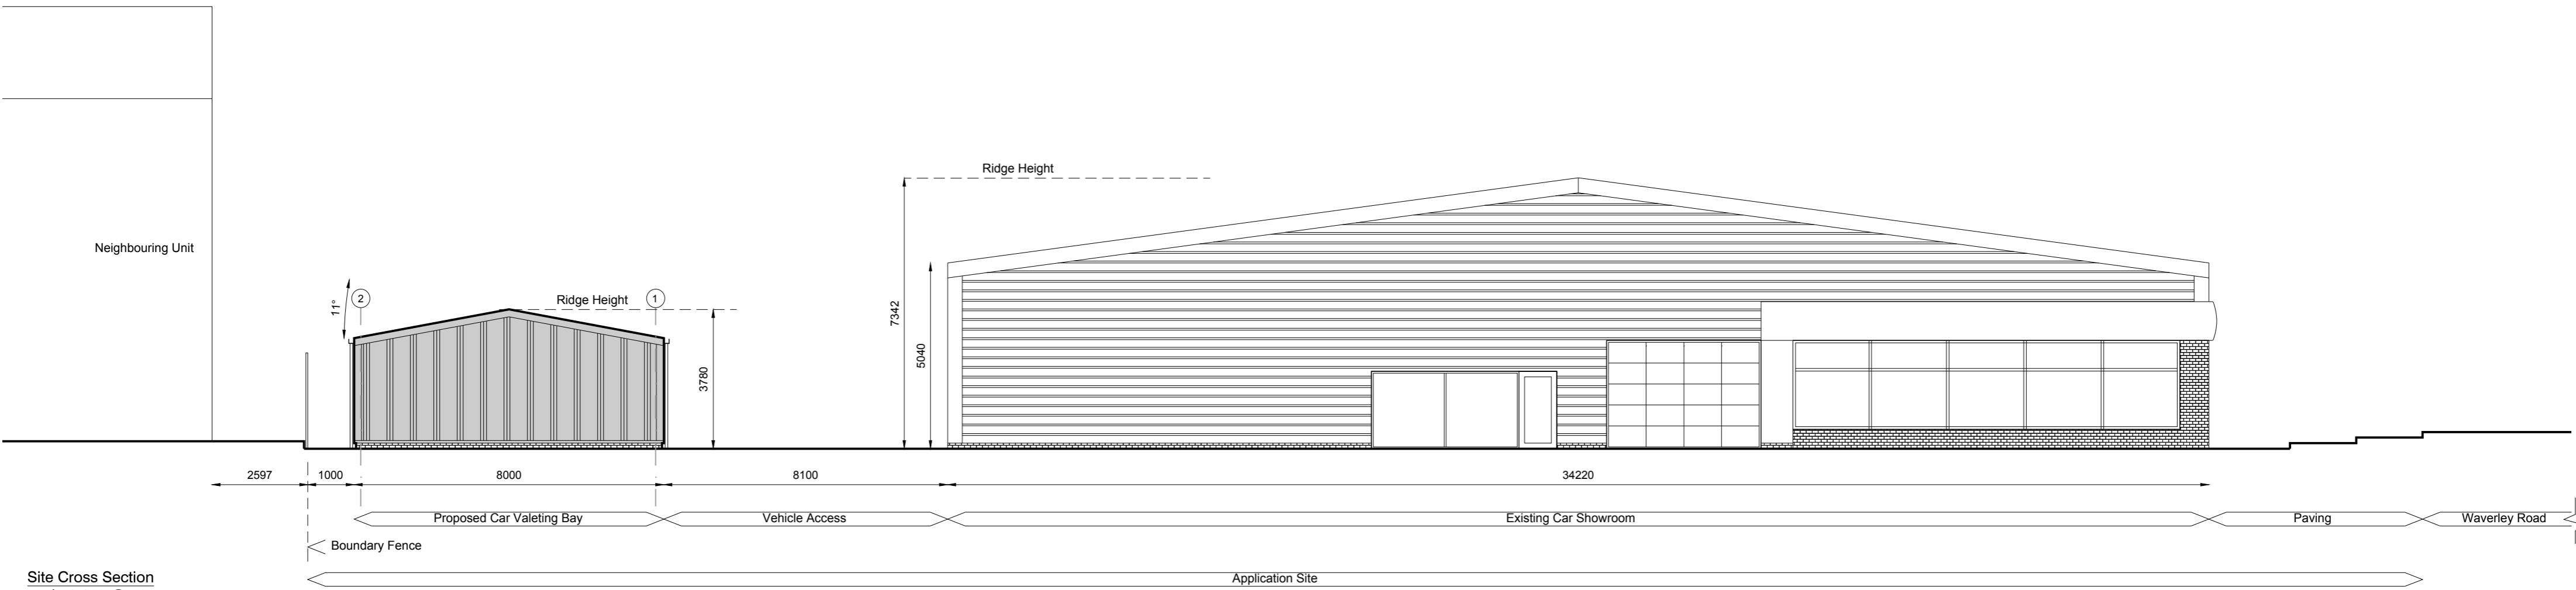 Ridge Height
Neighbouring Unit
11°
2
Ridge Height
1
7342
5040
3780
2597
1000
8000
8100
34220
Proposed Car Valeting Bay
Vehicle Access
Existing Car Showroom
Paving
Waverley Road
Boundary Fence
Site Cross Section
Application Site